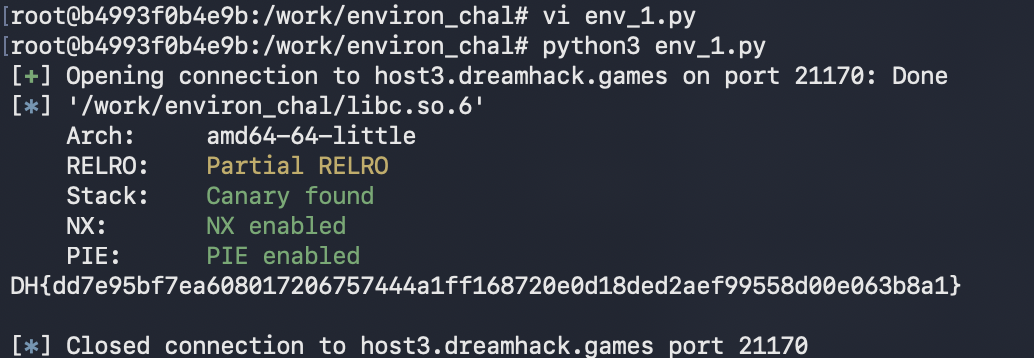 [root@b4993f0b4e9b:/work/environ_chal# vi env_1.py
[root@b4993f0b4e9b:/work/environ_chal# python3 env_1.py
[+] Opening connection to host3.dreamhack.games on port 21170: Done
[*] '/work/environ_chal/libc.so.6'
    Arch:     amd64-64-little
    RELRO:    Partial RELRO
    Stack:    Canary found
    NX:       NX enabled
    PIE:      PIE enabled
DH{dd7e95bf7ea608017206757444a1ff168720e0d18ded2aef99558d00e063b8a1}
[*] Closed connection to host3.dreamhack.games port 21170